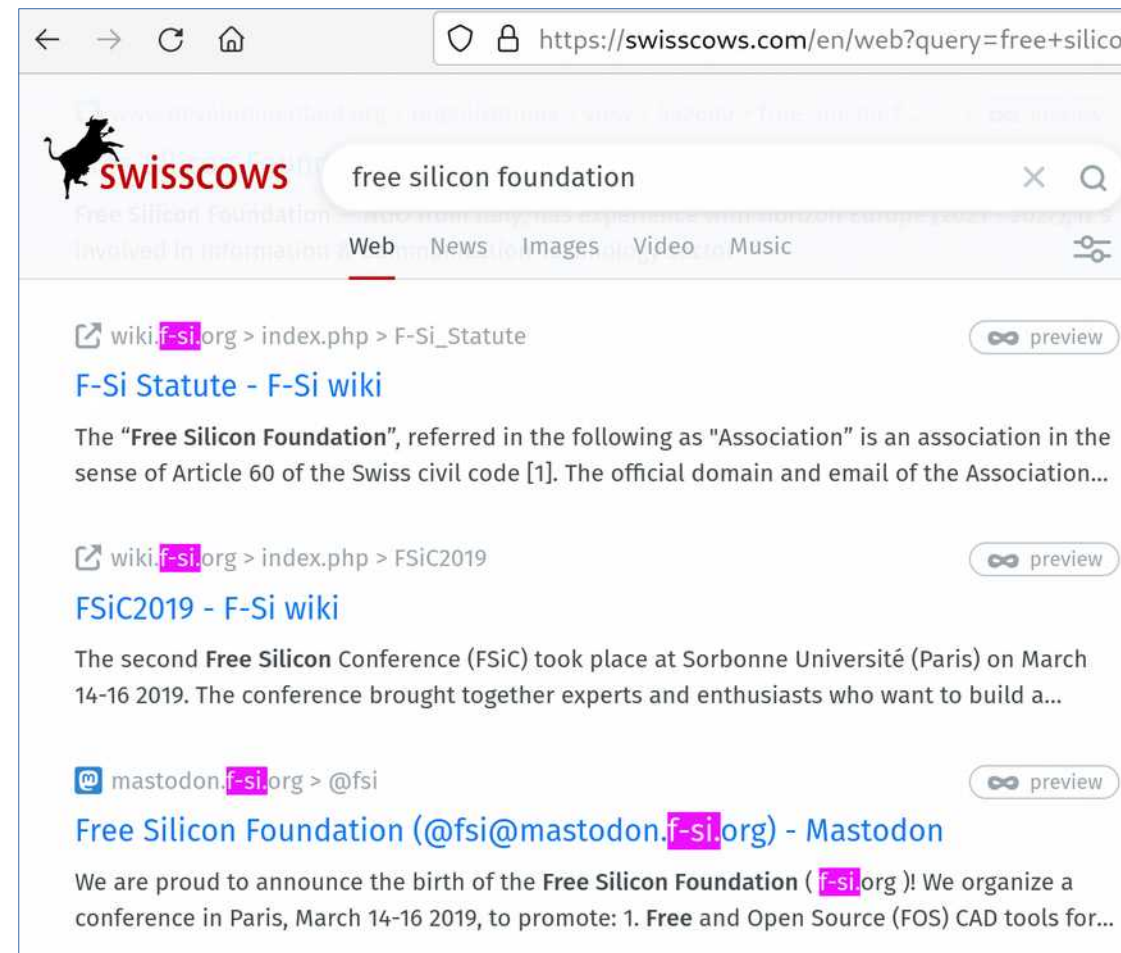 https://swisscows.com/en/web?query=free+silico
swisscows
free silicon foundation
Web News Images Video Music
wiki.f-si.org > index.php > F-Si_Statute preview
F-Si Statute - F-Si wiki
The “Free Silicon Foundation”, referred in the following as "Association” is an association in the
sense of Article 60 of the Swiss civil code [1]. The official domain and email of the Association...
wiki.f-si.org > index.php > FSiC2019 preview
FSiC2019 - F-Si wiki
The second Free Silicon Conference (FSiC) took place at Sorbonne Université (Paris) on March
14-16 2019. The conference brought together experts and enthusiasts who want to build a...
mastodon.f-si.org > @fsi preview
Free Silicon Foundation (@fsi@mastodon.f-si.org) - Mastodon
We are proud to announce the birth of the Free Silicon Foundation ( f-si.org )! We organize a
conference in Paris, March 14-16 2019, to promote: 1. Free and Open Source (FOS) CAD tools for...